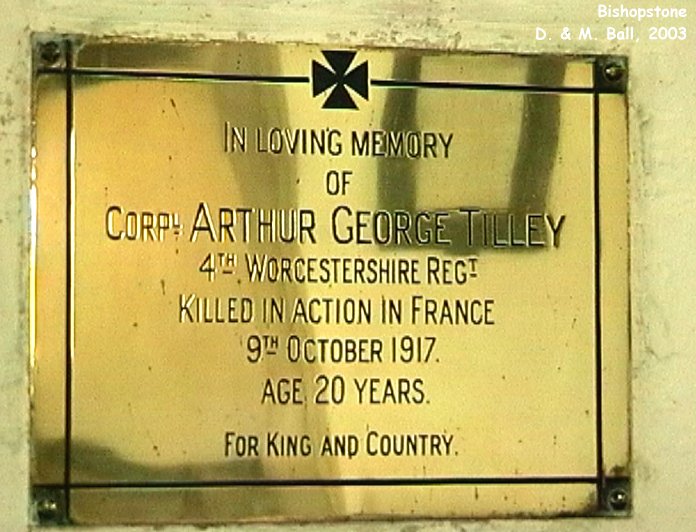 Bishopstone
D. & M. Ball, 2003
IN LOVING MEMORY
OF
CORPL ARTHUR GEORGE TILLEY
4TH WORCESTERSHIRE REGT
KILLED IN ACTION IN FRANCE
9TH OCTOBER 1917.
AGE 20 YEARS.
FOR KING AND COUNTRY.